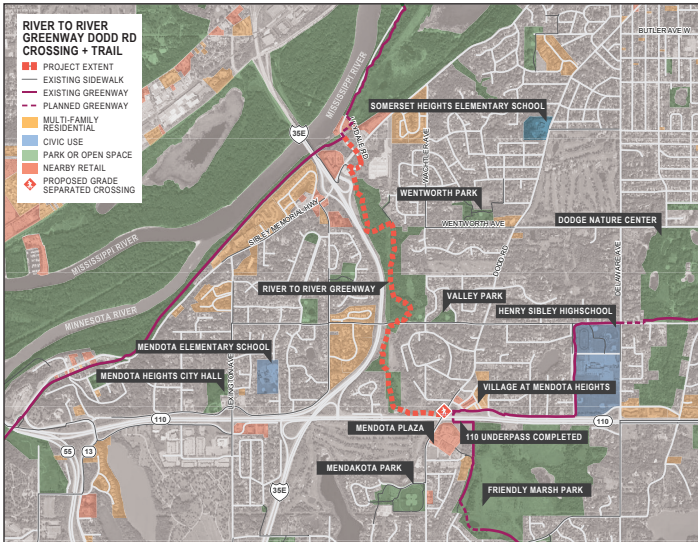 RIVER TO RIVER
GREENWAY DODD RD
CROSSING + TRAIL
PROJECT EXTENT
EXISTING SIDEWALK
EXISTING GREENWAY
PLANNED GREENWAY
MULTI-FAMILY
RESIDENTIAL
CIVIC USE
PARK OR OPEN SPACE
NEARBY RETAIL
PROPOSED GRADE
SEPARATED CROSSING
BUTLER AVE W
MISSISSIPPI RIVER
SOMERSET HEIGHTS ELEMENTARY SCHOOL
35E
WACHTLER AVE
SIBLEY MEMORIAL HWY
WENTWORTH PARK
WENTWORTH AVE
DODGE NATURE CENTER
DODD RD
DELAWARE AVE
MISSISSIPPI RIVER
RIVER TO RIVER GREENWAY
VALLEY PARK
MINNESOTA RIVER
HENRY SIBLEY HIGHSCHOOL
MENDOTA ELEMENTARY SCHOOL
MENDOTA HEIGHTS CITY HALL
LEXINGTON AVE
VILLAGE AT MENDOTA HEIGHTS
110
110
MENDOTA PLAZA
110 UNDERPASS COMPLETED
55
13
MENDAKOTA PARK
35E
FRIENDLY MARSH PARK